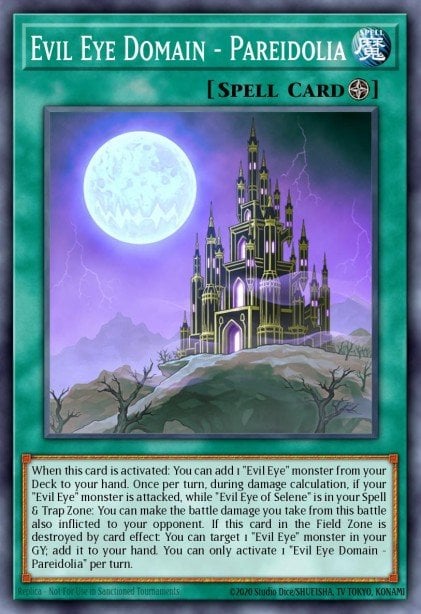 Evil Eye Domain - Pareidolia
SPELL
魔
[Spell Card]
When this card is activated: You can add 1 "Evil Eye" monster from your
Deck to your hand. Once per turn, during damage calculation, if your
"Evil Eye" monster is attacked, while "Evil Eye of Selene" is in your Spell
& Trap Zone: You can make the battle damage you take from this battle
also inflicted to your opponent. If this card in the Field Zone is
destroyed by card effect: You can target 1 "Evil Eye" monster in your
GY; add it to your hand. You can only activate 1 "Evil Eye Domain -
Pareidolia" per turn.
Replica - Not For Use in Sanctioned Tournaments
©2020 Studio Dice/SHUEISHA, TV TOKYO, KONAMI